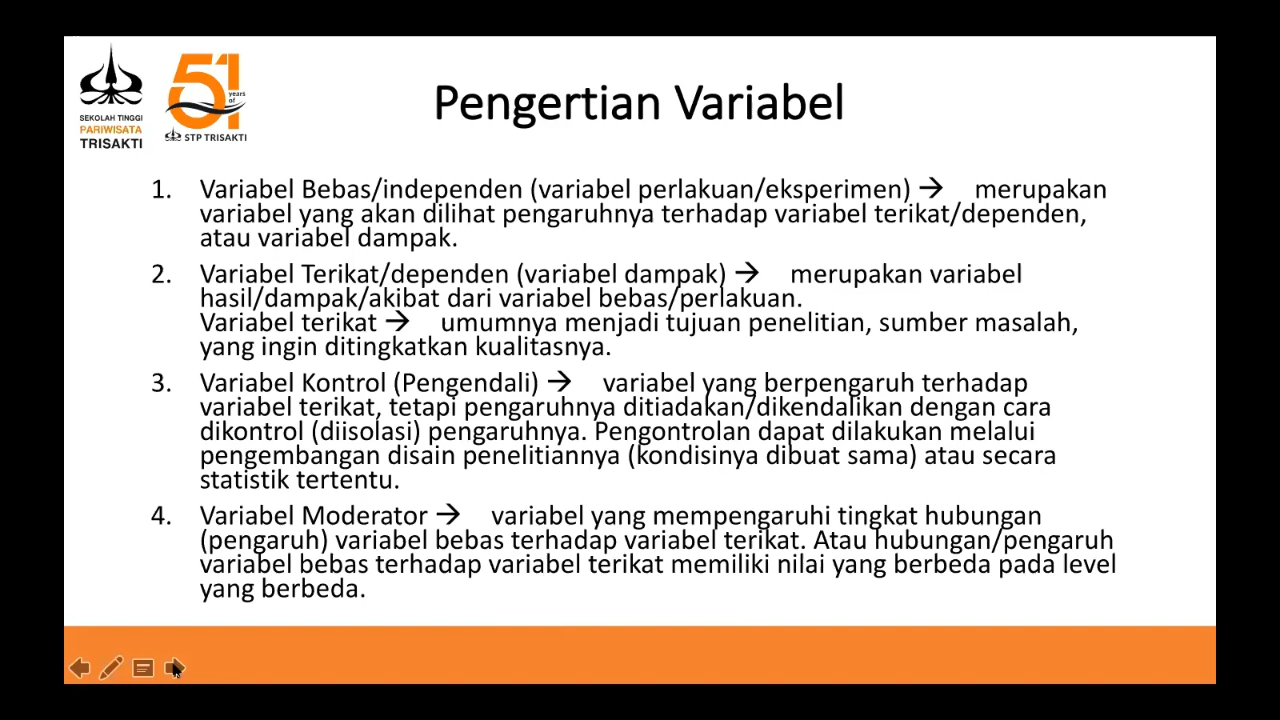 SEKOLAH TINGGI
PARIWISATA
TRISAKTI
51
years
of
STP TRISAKTI
Pengertian Variabel
1. Variabel Bebas/independen (variabel perlakuan/eksperimen) → merupakan
variabel yang akan dilihat pengaruhnya terhadap variabel terikat/dependen,
atau variabel dampak.
2. Variabel Terikat/dependen (variabel dampak) → merupakan variabel
hasil/dampak/akibat dari variabel bebas/perlakuan.
Variabel terikat → umumnya menjadi tujuan penelitian, sumber masalah,
yang ingin ditingkatkan kualitasnya.
3. Variabel Kontrol (Pengendali) → variabel yang berpengaruh terhadap
variabel terikat, tetapi pengaruhnya ditiadakan/dikendalikan dengan cara
dikontrol (diisolasi) pengaruhnya. Pengontrolan dapat dilakukan melalui
pengembangan disain penelitiannya (kondisinya dibuat sama) atau secara
statistik tertentu.
4. Variabel Moderator → variabel yang mempengaruhi tingkat hubungan
(pengaruh) variabel bebas terhadap variabel terikat. Atau hubungan/pengaruh
variabel bebas terhadap variabel terikat memiliki nilai yang berbeda pada level
yang berbeda.